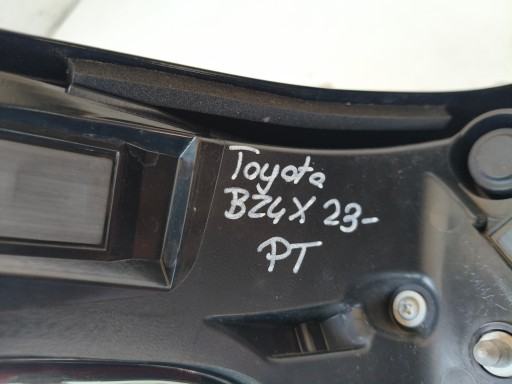 Toyota
BZ4X 23-
PT